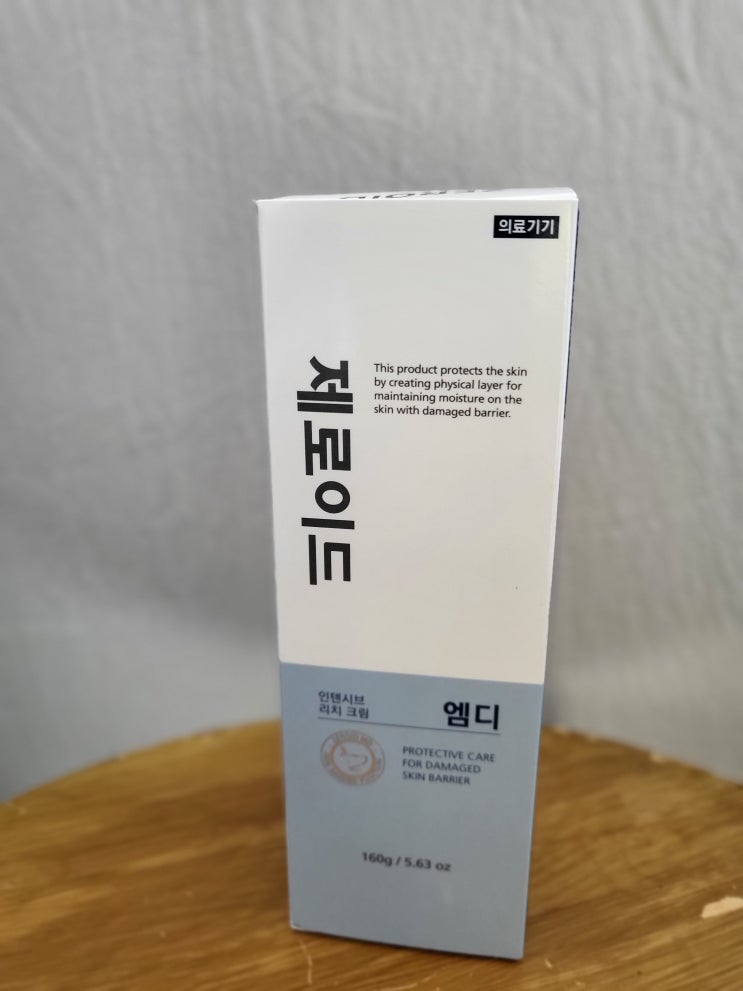 의료기기
제로이드
This product protects the skin
by creating physical layer for
maintaining moisture on the
skin with damaged barrier.
인텐시브
리치 크림
엠디
PROTECTIVE CARE
FOR DAMAGED
SKIN BARRIER
160g / 5.63 oz